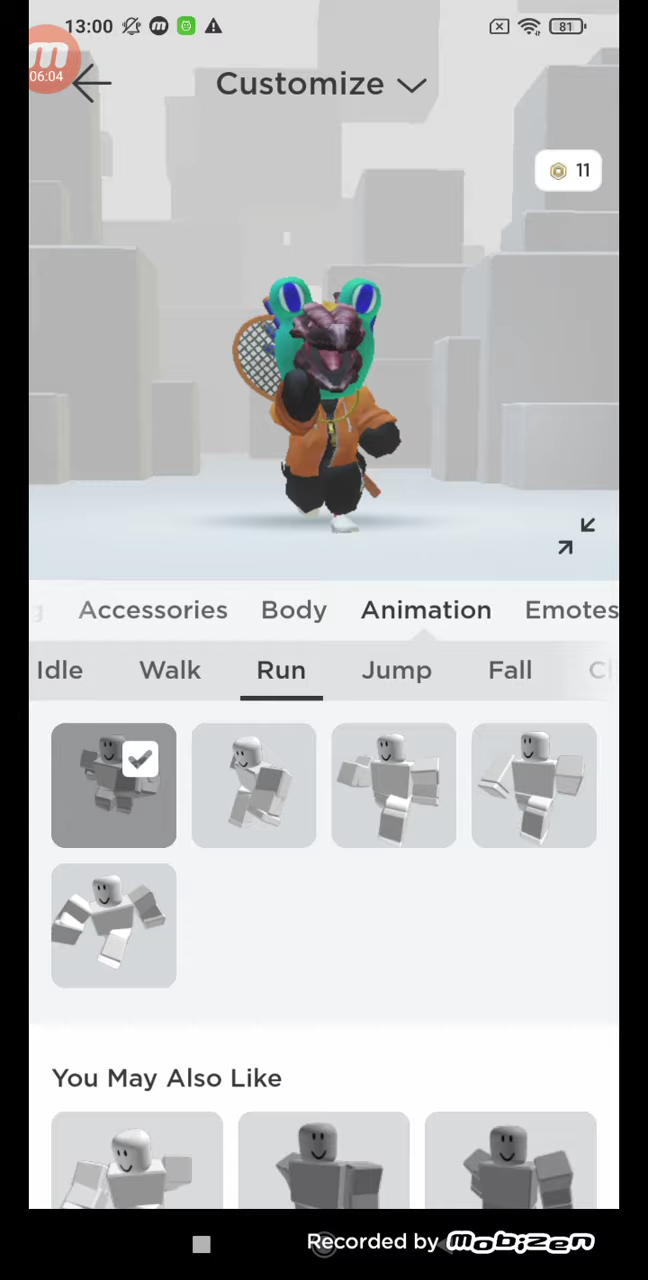 13:00
81
06:04
Customize
11
Accessories Body Animation Emotes
Idle Walk Run Jump Fall
You May Also Like
Recorded by mobizen